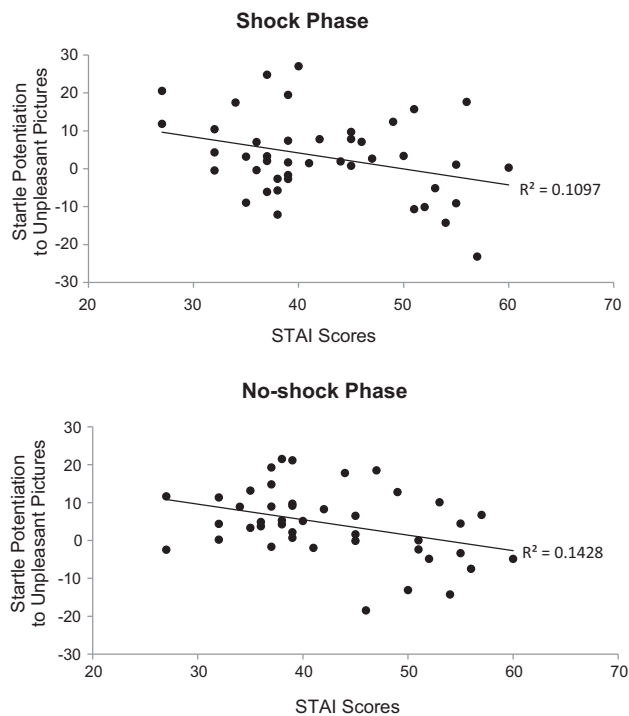 Shock Phase
Startle Potentiation
to Unpleasant Pictures
30
20
10
0
-10
-20
-30
R² = 0.1097
20 30 40 50 60 70
STAI Scores
No-shock Phase
Startle Potentiation
to Unpleasant Pictures
30
20
10
0
-10
-20
-30
R² = 0.1428
20 30 40 50 60 70
STAI Scores